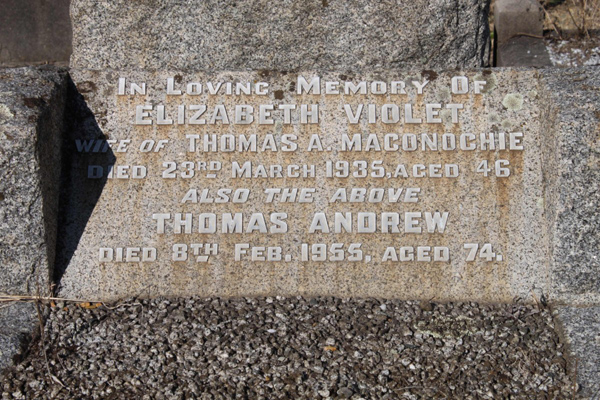 In Loving Memory Of
ELIZABETH VIOLET
WIFE OF THOMAS A. MACONOCHIE
DIED 23RD MARCH 1935, AGED 46
ALSO THE ABOVE
THOMAS ANDREW
DIED 8TH FEB. 1955, AGED 74.